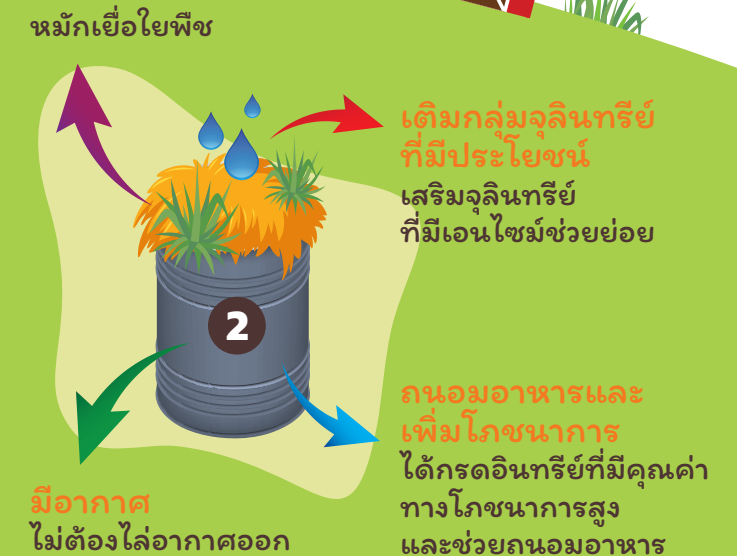 หมักเยื่อใยพืช
เติมกลุ่มจุลินทรีย์
ที่มีประโยชน์
เสริมจุลินทรีย์
ที่มีเอนไซม์ช่วยย่อย
2
ถนอมอาหารและ
เพิ่มโภชนาการ
ได้กรดอินทรีย์ที่มีคุณค่า
ทางโภชนาการสูง
และช่วยถนอมอาหาร
มีอากาศ
ไม่ต้องไล่อากาศออก